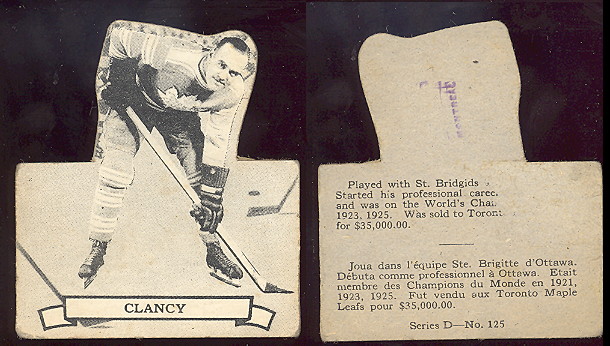 CLANCY
MONTREAL
Played with St. Bridgids
Started his professional caree
and was on the World's Cha
1923, 1925. Was sold to Toront
for $35,000.00.
Joua dans l'équipe Ste. Brigitte d'Ottawa.
Débuta comme professionnel à Ottawa. Etait
membre des Champions du Monde en 1921,
1923, 1925. Fut vendu aux Toronto Maple
Leafs pour $35,000.00.
Series D—No. 125